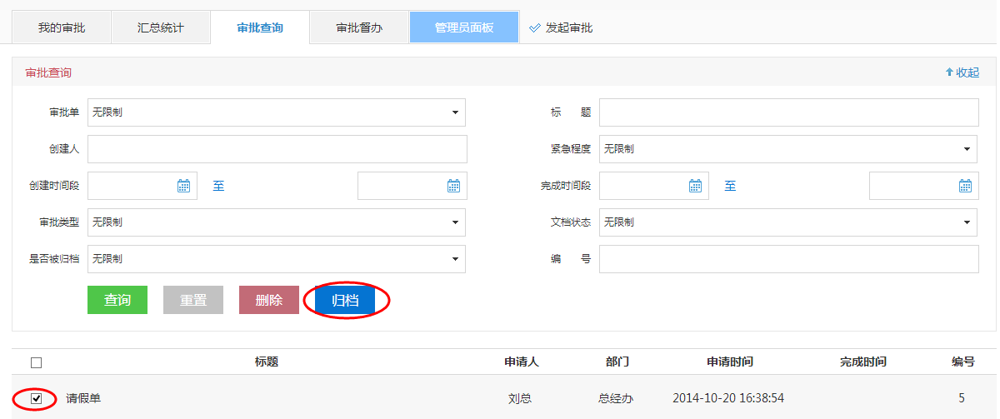 我的审批 汇总统计 审批查询 审批督办 管理员面板 发起审批
审批查询 收起
审批单 无限制 标 题
创建人 紧急程度 无限制
创建时间段 至 完成时间段 至
审批类型 无限制 文档状态 无限制
是否被归档 无限制 编 号
查询 重置 删除 归档
标题 申请人 部门 申请时间 完成时间 编号
请假单 刘总 总经办 2014-10-20 16:38:54 5